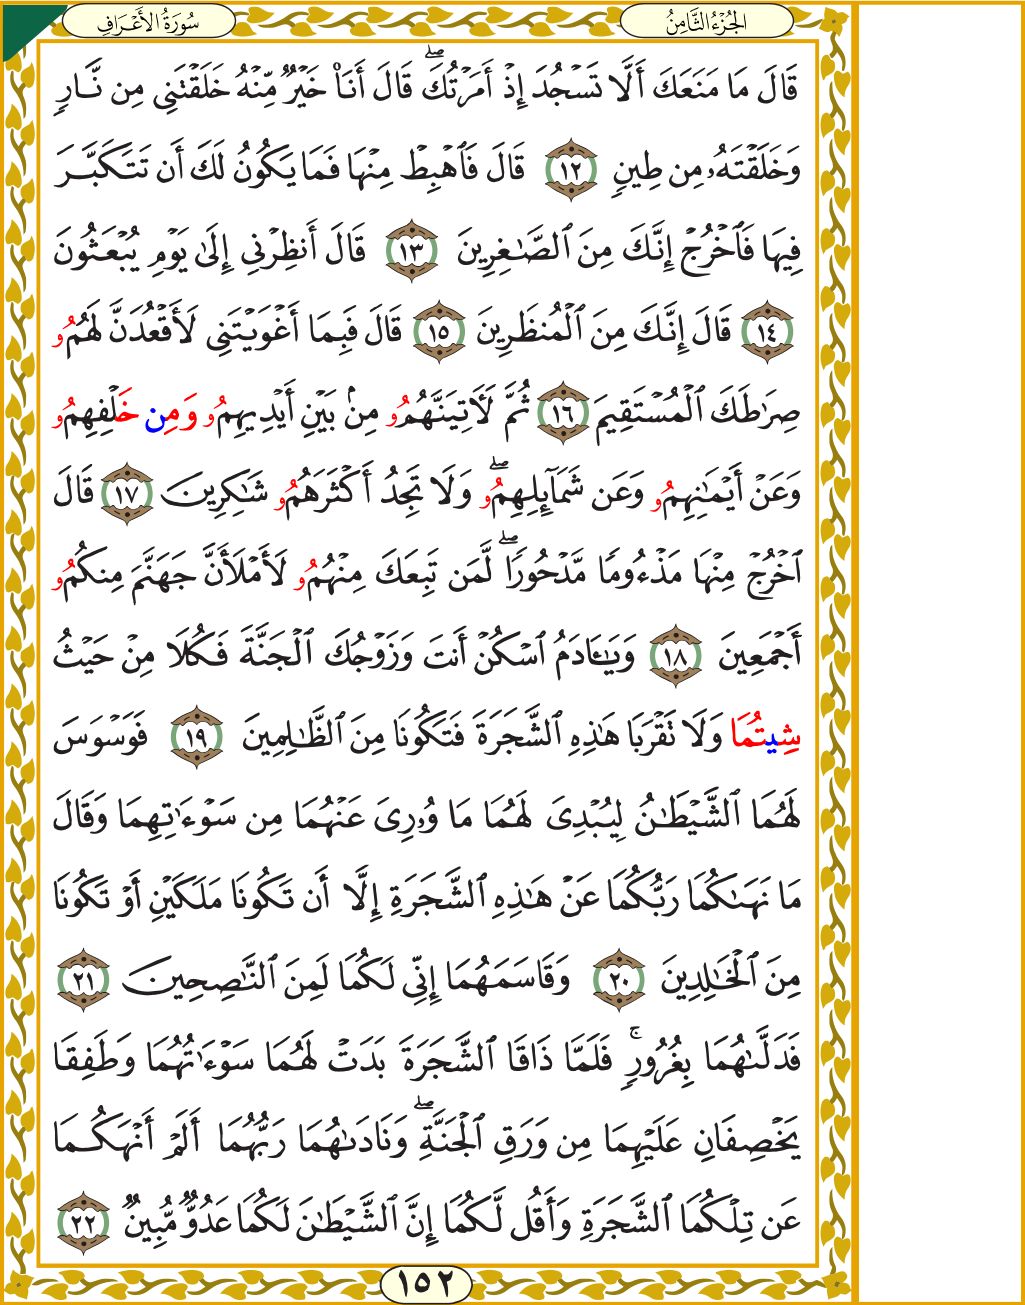 سُورَةُ الأَعْرَافِ
الجُزْءُ الثَّامِنُ
قَالَ مَا مَنَعَكَ أَلَّا تَسْجُدَ إِذْ أَمَرْتُكَۖ قَالَ أَنَا۠ خَيْرٌ مِّنْهُ خَلَقْتَنِى مِن نَّارٍ
وَخَلَقْتَهُۥ مِن طِينٍ ١٢ قَالَ فَٱهْبِطْ مِنْهَا فَمَا يَكُونُ لَكَ أَن تَتَكَبَّرَ
فِيهَا فَٱخْرُجْ إِنَّكَ مِنَ ٱلصَّٰغِرِينَ ١٣ قَالَ أَنظِرْنِى إِلَىٰ يَوْمِ يُبْعَثُونَ
١٤ قَالَ إِنَّكَ مِنَ ٱلْمُنظَرِينَ ١٥ قَالَ فَبِمَا أَغْوَيْتَنِى لَأَقْعُدَنَّ لَهُمُو
صِرَٰطَكَ ٱلْمُسْتَقِيمَ ١٦ ثُمَّ لَأٓتِيَنَّهُمُو مِنۢ بَيْنِ أَيْدِيهِمُو وَمِن خَلْفِهِمُو
وَعَنْ أَيْمَٰنِهِمُو وَعَن شَمَآئِلِهِمُوۖ وَلَا تَجِدُ أَكْثَرَهُمُو شَٰكِرِينَ ١٧ قَالَ
ٱخْرُجْ مِنْهَا مَذْءُومًا مَّدْحُورًاۖ لَّمَن تَبِعَكَ مِنْهُمُو لَأَمْلَأَنَّ جَهَنَّمَ مِنكُمُو
أَجْمَعِينَ ١٨ وَيَٰٓـَٔادَمُ ٱسْكُنْ أَنتَ وَزَوْجُكَ ٱلْجَنَّةَ فَكُلَا مِنْ حَيْثُ
شِيتُمَا وَلَا تَقْرَبَا هَٰذِهِ ٱلشَّجَرَةَ فَتَكُونَا مِنَ ٱلظَّٰلِمِينَ ١٩ فَوَسْوَسَ
لَهُمَا ٱلشَّيْطَٰنُ لِيُبْدِىَ لَهُمَا مَا وُۥرِىَ عَنْهُمَا مِن سَوْءَٰتِهِمَا وَقَالَ
مَا نَهَىٰكُمَا رَبُّكُمَا عَنْ هَٰذِهِ ٱلشَّجَرَةِ إِلَّا أَن تَكُونَا مَلَكَيْنِ أَوْ تَكُونَا
مِنَ ٱلْخَٰلِدِينَ ٢٠ وَقَاسَمَهُمَا إِنِّى لَكُمَا لَمِنَ ٱلنَّٰصِحِينَ ٢١
فَدَلَّىٰهُمَا بِغُرُورٍۚ فَلَمَّا ذَاقَا ٱلشَّجَرَةَ بَدَتْ لَهُمَا سَوْءَٰتُهُمَا وَطَفِقَا
يَخْصِفَانِ عَلَيْهِمَا مِن وَرَقِ ٱلْجَنَّةِۖ وَنَادَىٰهُمَا رَبُّهُمَا أَلَمْ أَنْهَكُمَا
عَن تِلْكُمَا ٱلشَّجَرَةِ وَأَقُل لَّكُمَا إِنَّ ٱلشَّيْطَٰنَ لَكُمَا عَدُوٌّ مُّبِينٌ ٢٢
١٥٢